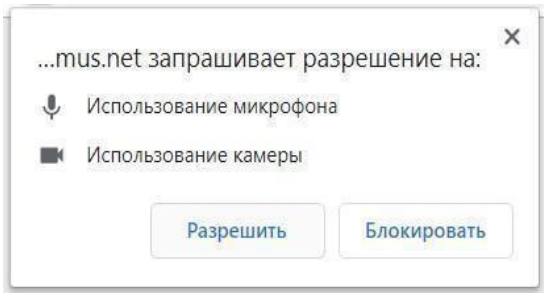 ...mus.net запрашивает разрешение на:
Использование микрофона
Использование камеры
Разрешить
Блокировать